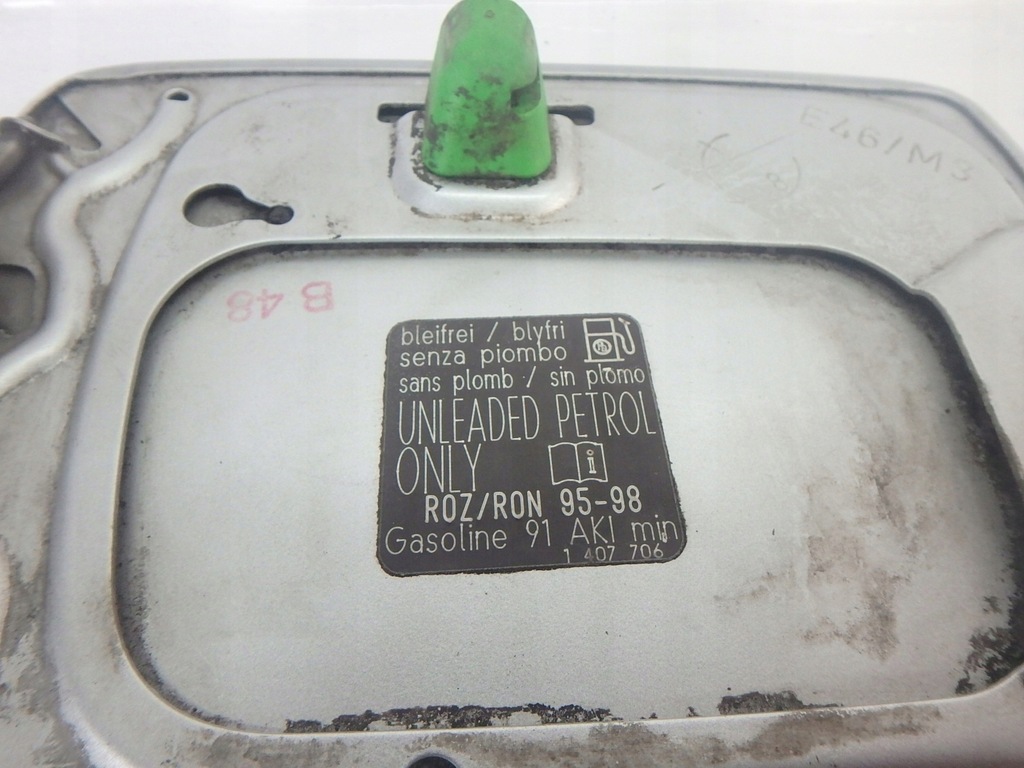 E46/M3
8
B 48
bleifrei / blyfri
senza piombo
sans plomb / sin plomo
UNLEADED PETROL
ONLY i
ROZ/RON 95-98
Gasoline 91 AKI min
1 407 706